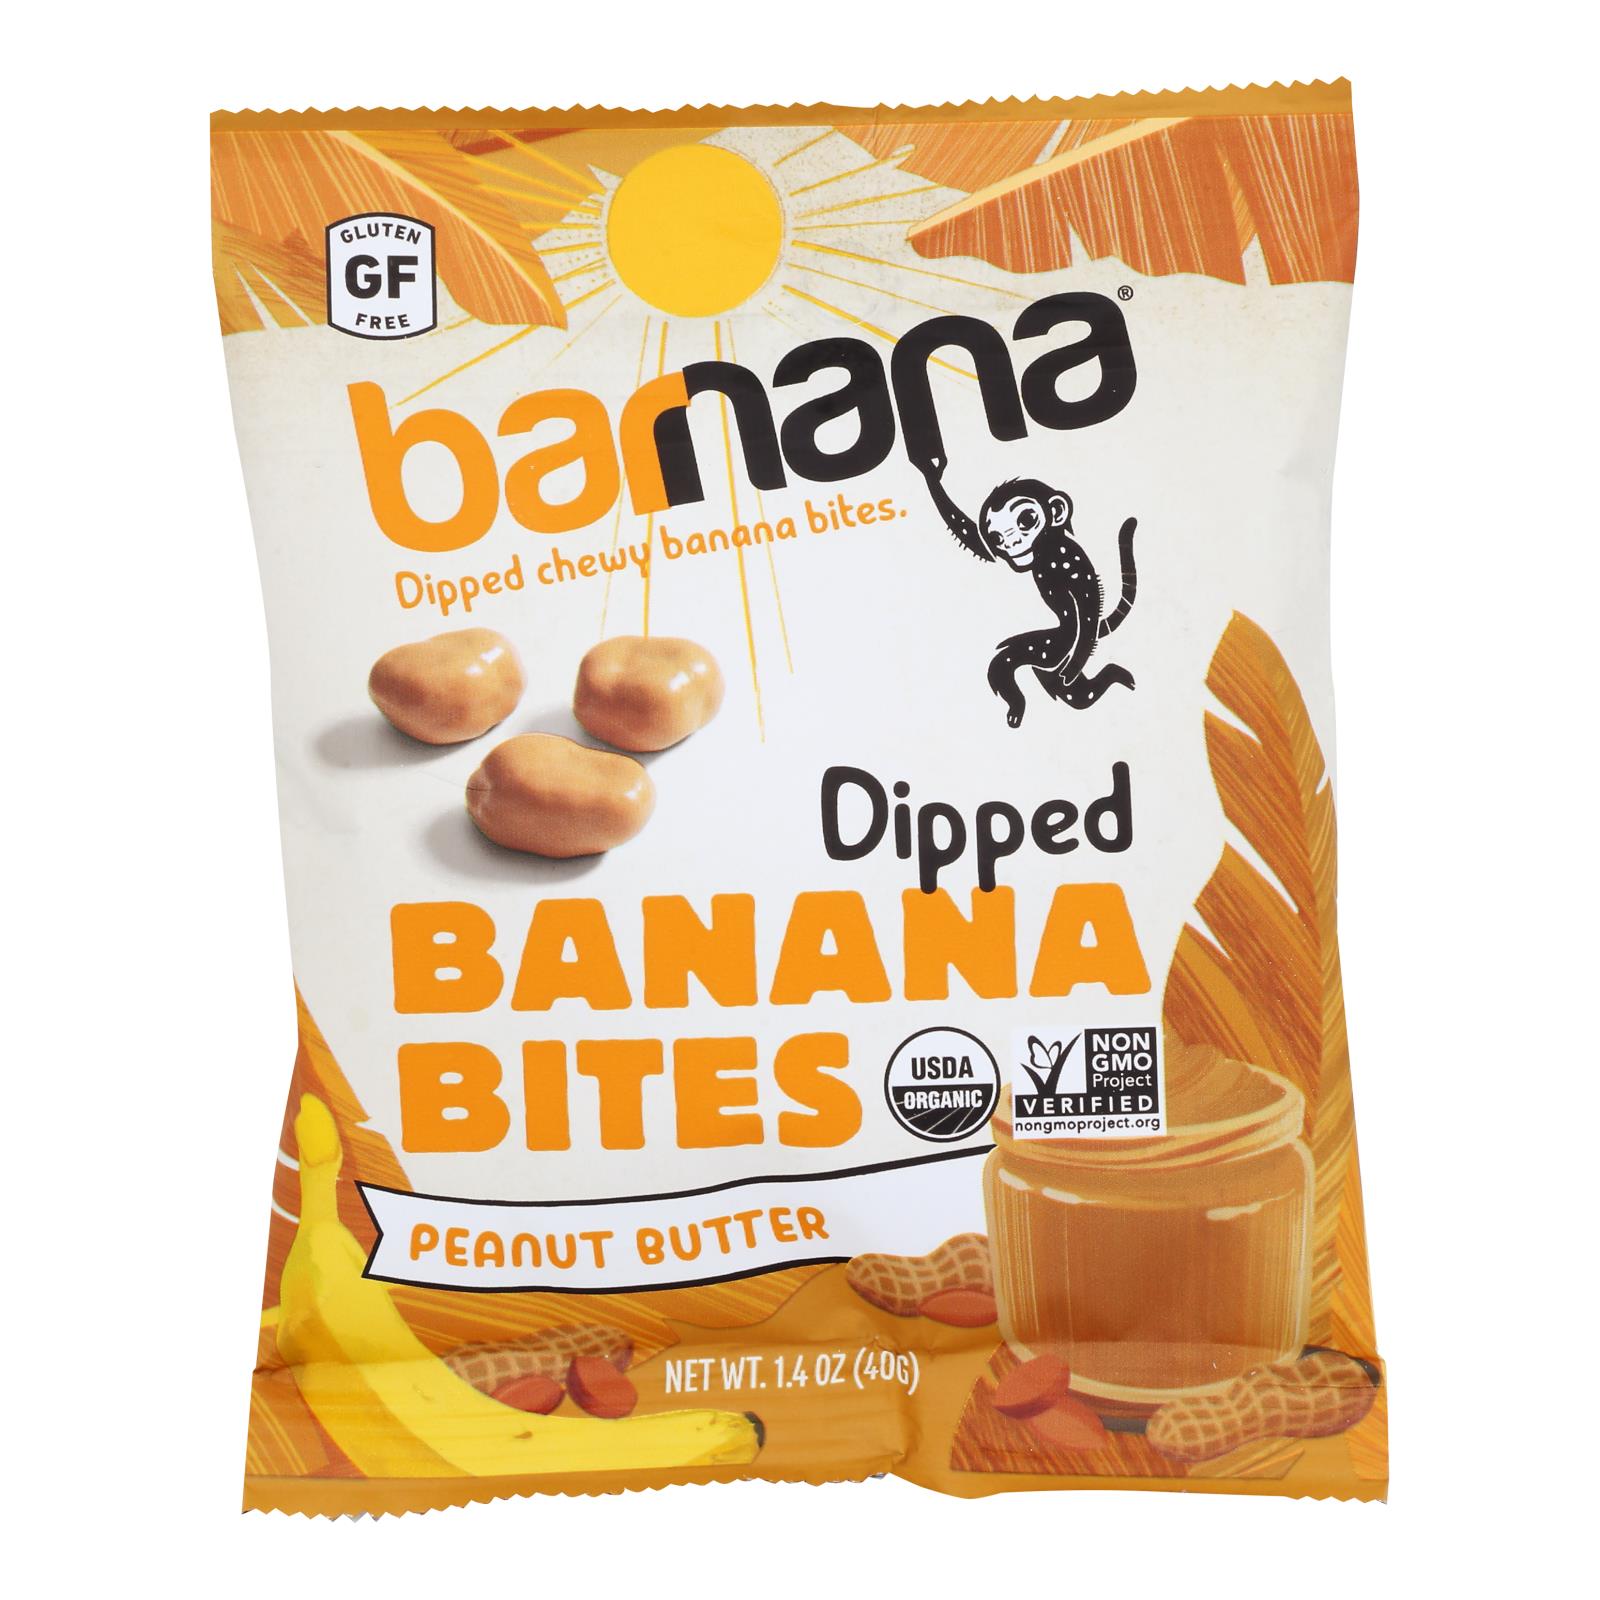 GLUTEN
GF
FREE
barnana®
Dipped chewy banana bites.
Dipped
BANANA
BITES
USDA
ORGANIC
NON
GMO
Project
VERIFIED
nongmoproject.org
PEANUT BUTTER
NET WT. 1.4 OZ (40G)